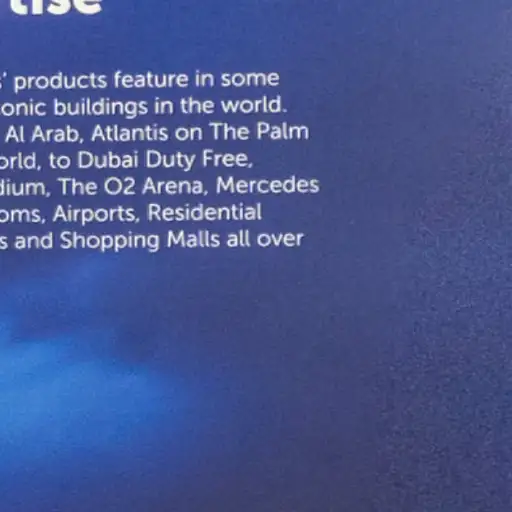 tise
s' products feature in some
onic buildings in the world.
Al Arab, Atlantis on The Palm
orld, to Dubai Duty Free,
dium, The O2 Arena, Mercedes
oms, Airports, Residential
s and Shopping Malls all over